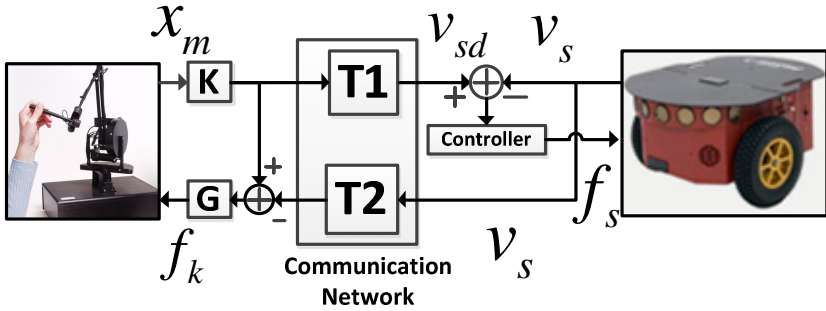 x_m
K
T1
v_sd
v_s
+
−
Controller
+
−
G
T2
f_s
f_k
v_s
Communication
Network